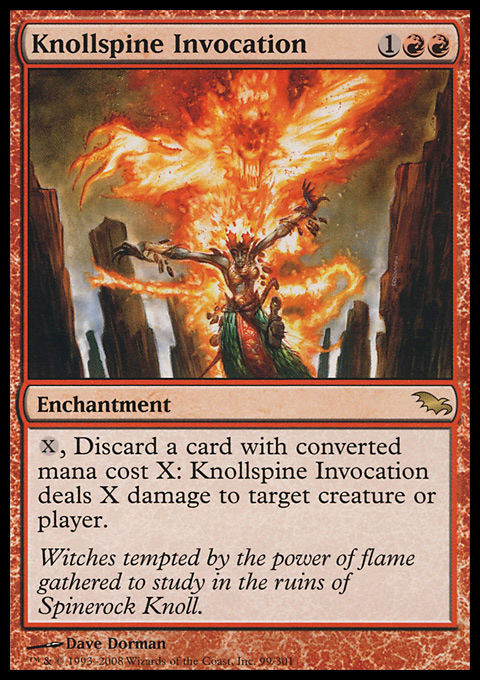 Knollspine Invocation 1
Enchantment
X, Discard a card with converted
mana cost X: Knollspine Invocation
deals X damage to target creature or
player.
Witches tempted by the power of flame
gathered to study in the ruins of
Spinerock Knoll.
Dave Dorman
™ & © 1993-2008 Wizards of the Coast, Inc. 99/301